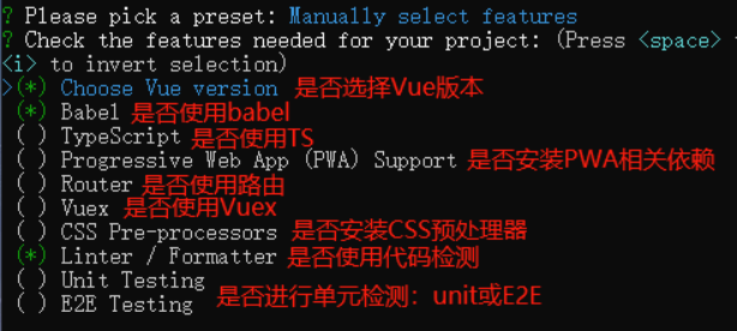 ? Please pick a preset: Manually select features
? Check the features needed for your project: (Press <space>
<i> to invert selection)
>(*) Choose Vue version 是否选择Vue版本
(*) Babel 是否使用babel
( ) TypeScript 是否使用TS
( ) Progressive Web App (PWA) Support 是否安装PWA相关依赖
( ) Router 是否使用路由
( ) Vuex 是否使用Vuex
( ) CSS Pre-processors 是否安装CSS预处理器
(*) Linter / Formatter 是否使用代码检测
( ) Unit Testing
( ) E2E Testing 是否进行单元检测：unit或E2E